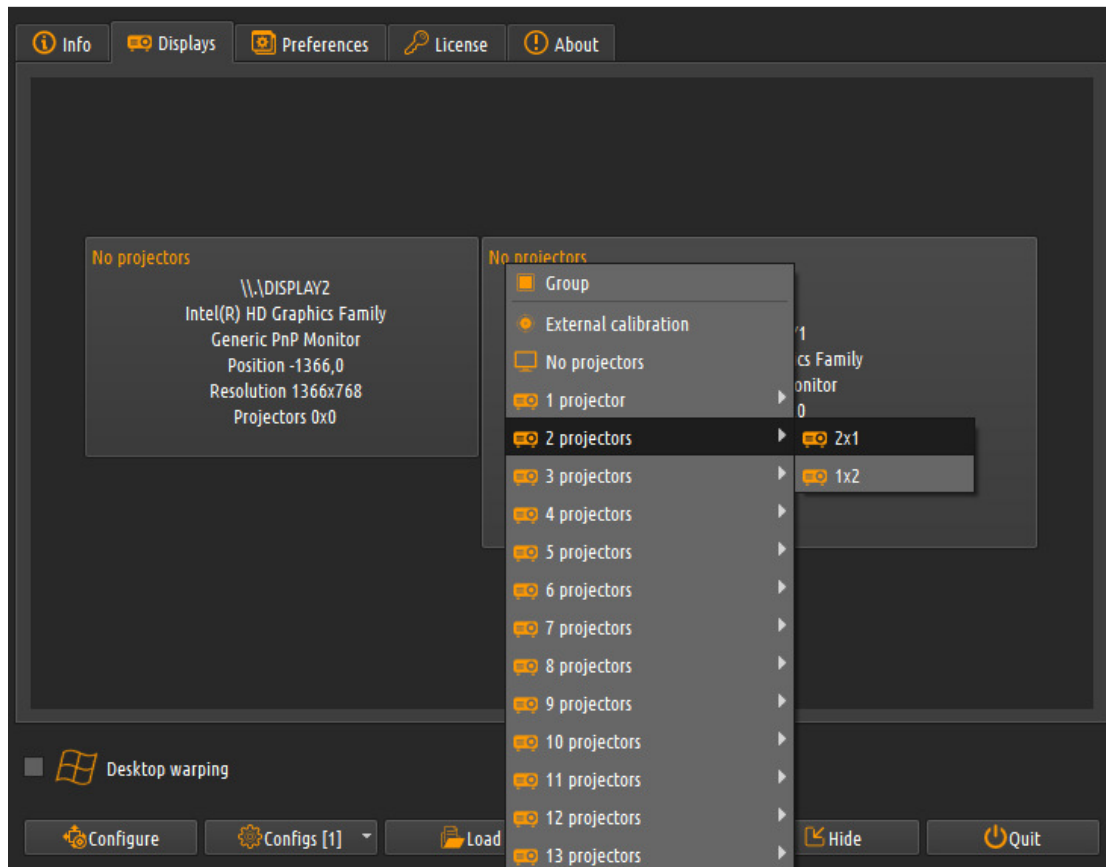 Info
Displays
Preferences
License
About
No projectors
\\.\DISPLAY2
Intel(R) HD Graphics Family
Generic PnP Monitor
Position -1366,0
Resolution 1366x768
Projectors 0x0
No projectors
cs Family
onitor
0
Group
External calibration
No projectors
1 projector
2 projectors
3 projectors
4 projectors
5 projectors
6 projectors
7 projectors
8 projectors
9 projectors
10 projectors
11 projectors
12 projectors
13 projectors
2x1
1x2
Desktop warping
Configure
Configs [1]
Load
Hide
Quit